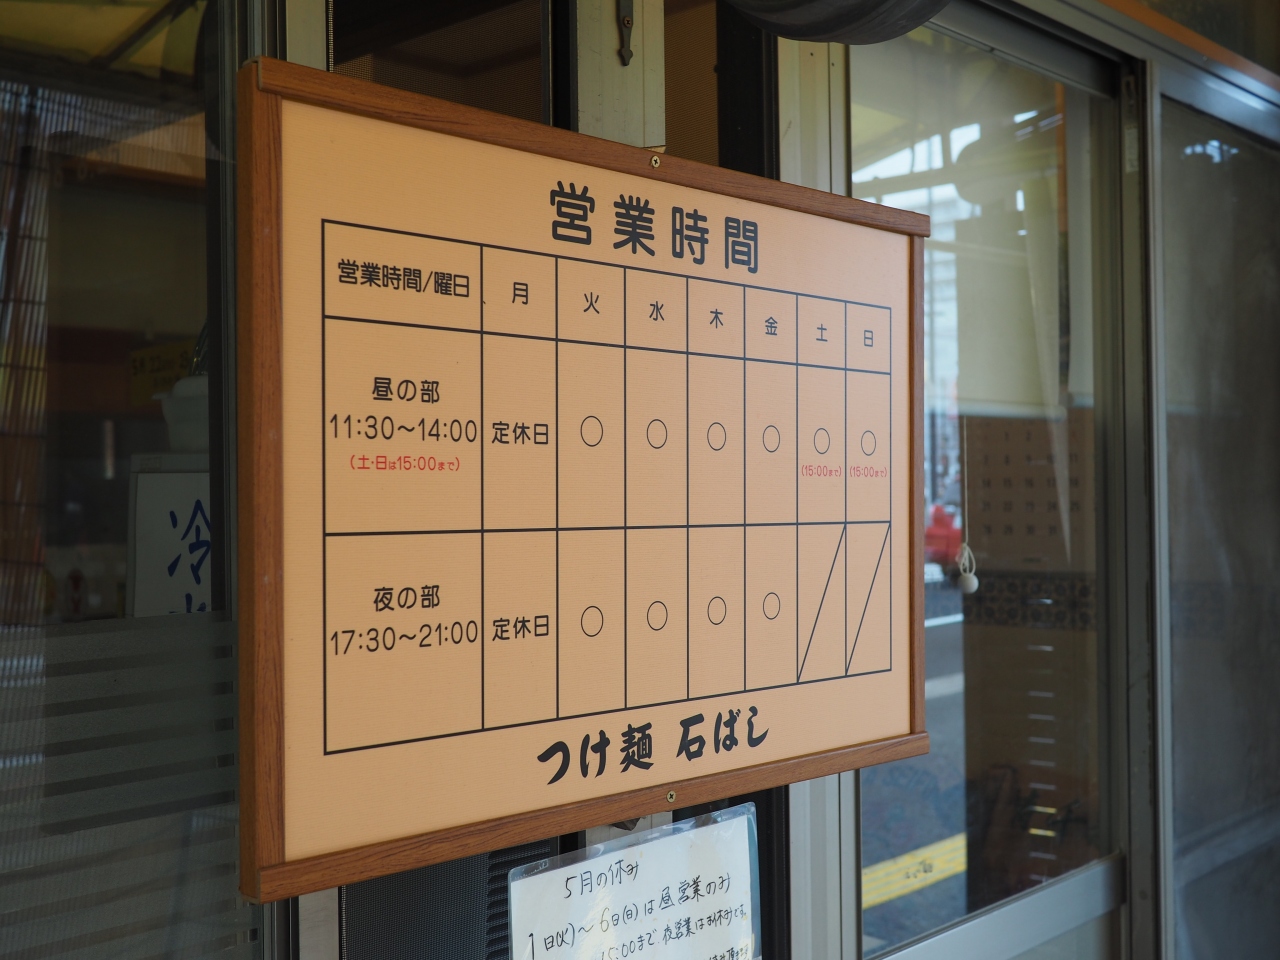 営業時間
営業時間/曜日 月 火 水 木 金 土 日
昼の部
11:30〜14:00 定休日 ○ ○ ○ ○ ○ ○
(土・日は15:00まで) (15:00まで) (15:00まで)
夜の部
17:30〜21:00 定休日 ○ ○ ○ ○
つけ麺 石ばし
冷
5月の休み
1日(火)〜6日(日)は昼営業のみ
15:00まで、夜営業はお休みです。